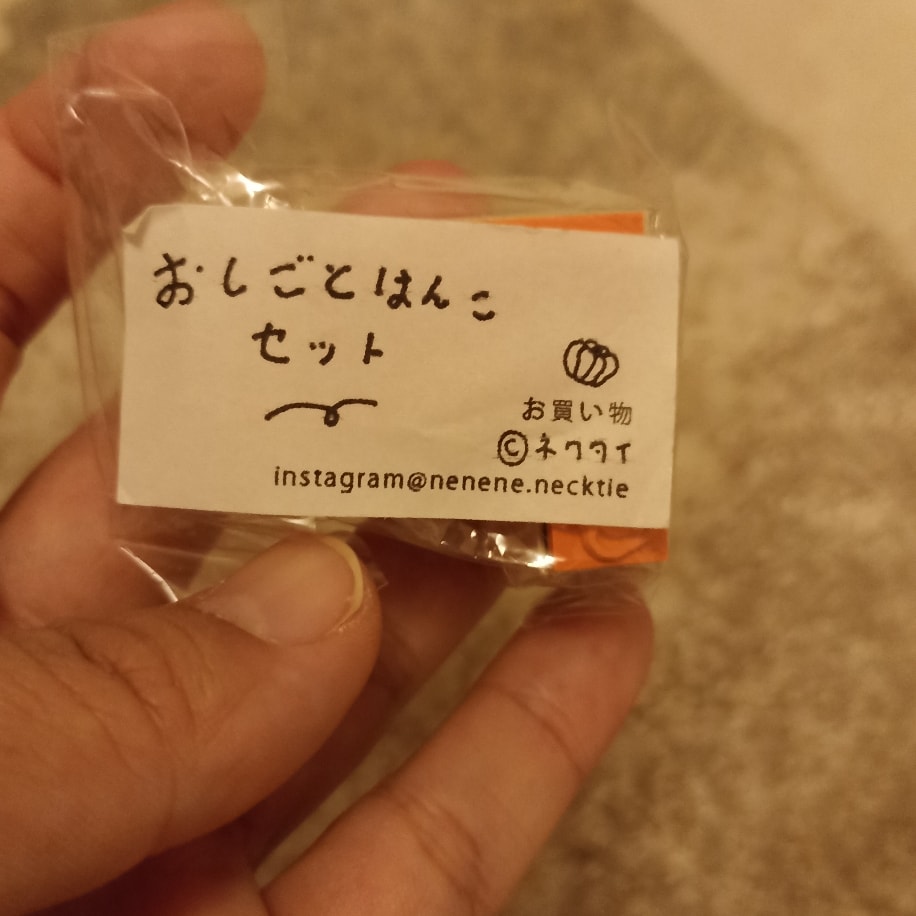 おしごとはんこ
セット
お買い物
©ネクタイ
instagram@nenene.necktie